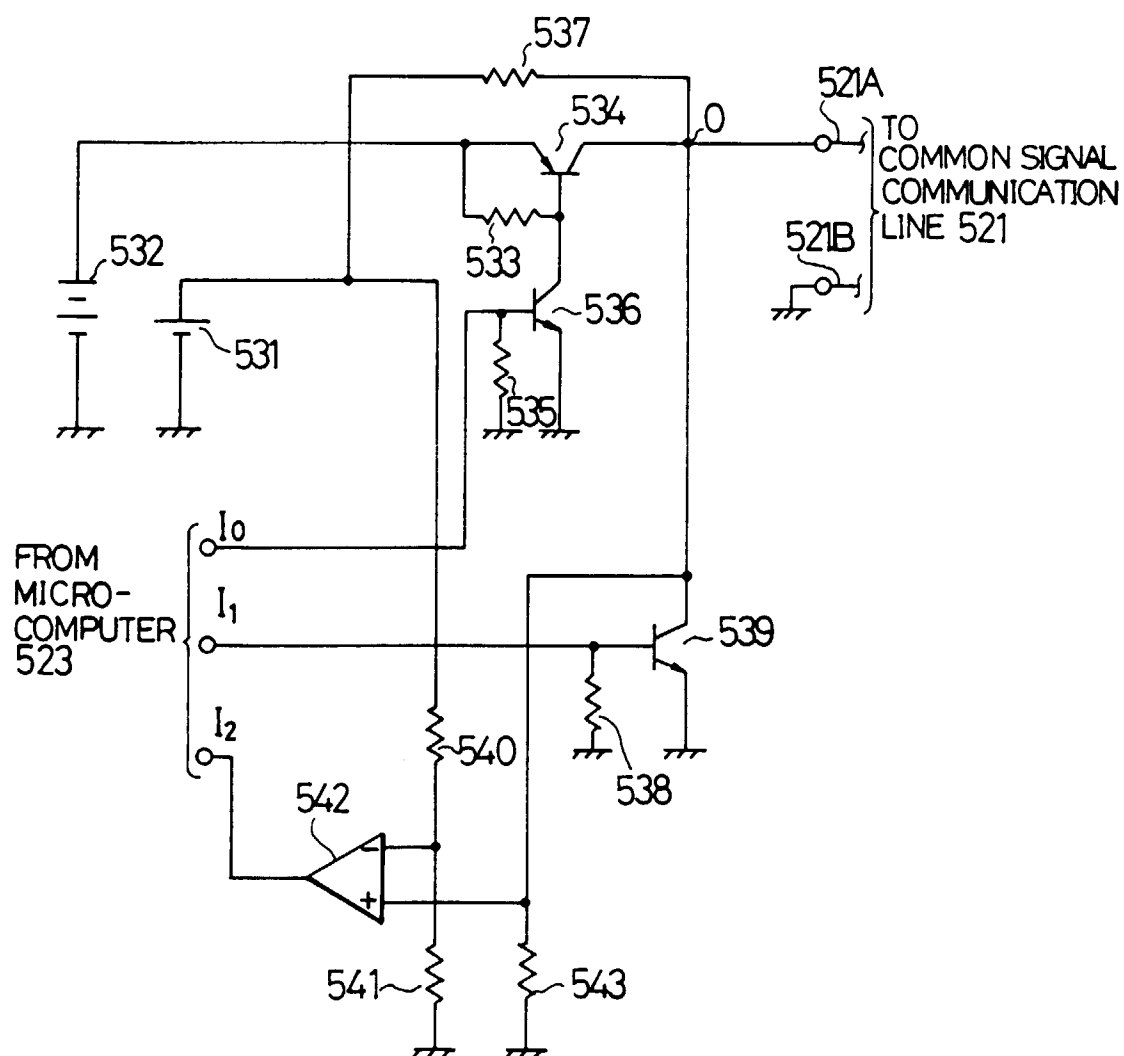 537
534
O
521A
TO
COMMON SIGNAL
COMMUNICATION
LINE 521
521B
532
533
536
531
535
I0
FROM
MICRO-
COMPUTER
523
I1
539
I2
540
538
542
-
+
541
543